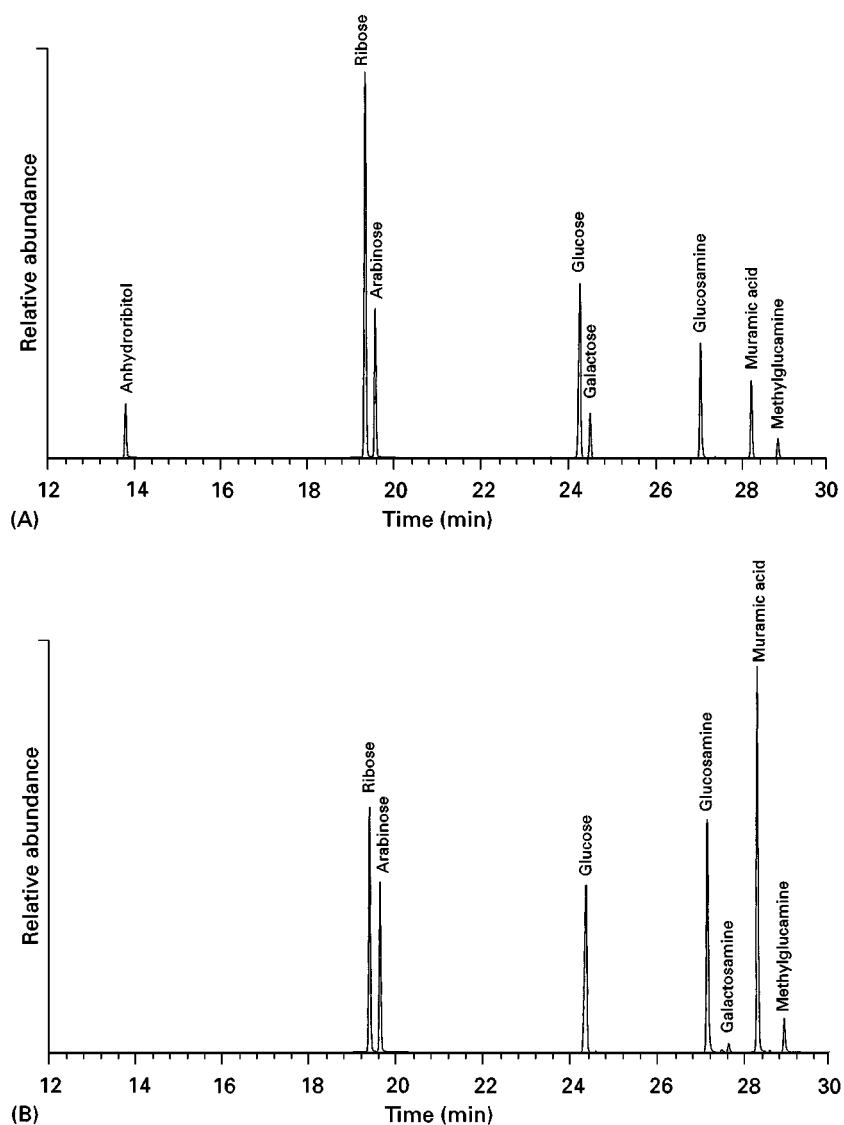 Relative abundance
Anhydroribitol
Ribose
Arabinose
Glucose
Galactose
Glucosamine
Muramic acid
Methylglucamine
12 14 16 18 20 22 24 26 28 30
(A)
Time (min)
Relative abundance
Ribose
Arabinose
Glucose
Glucosamine
Galactosamine
Muramic acid
Methylglucamine
12 14 16 18 20 22 24 26 28 30
(B)
Time (min)